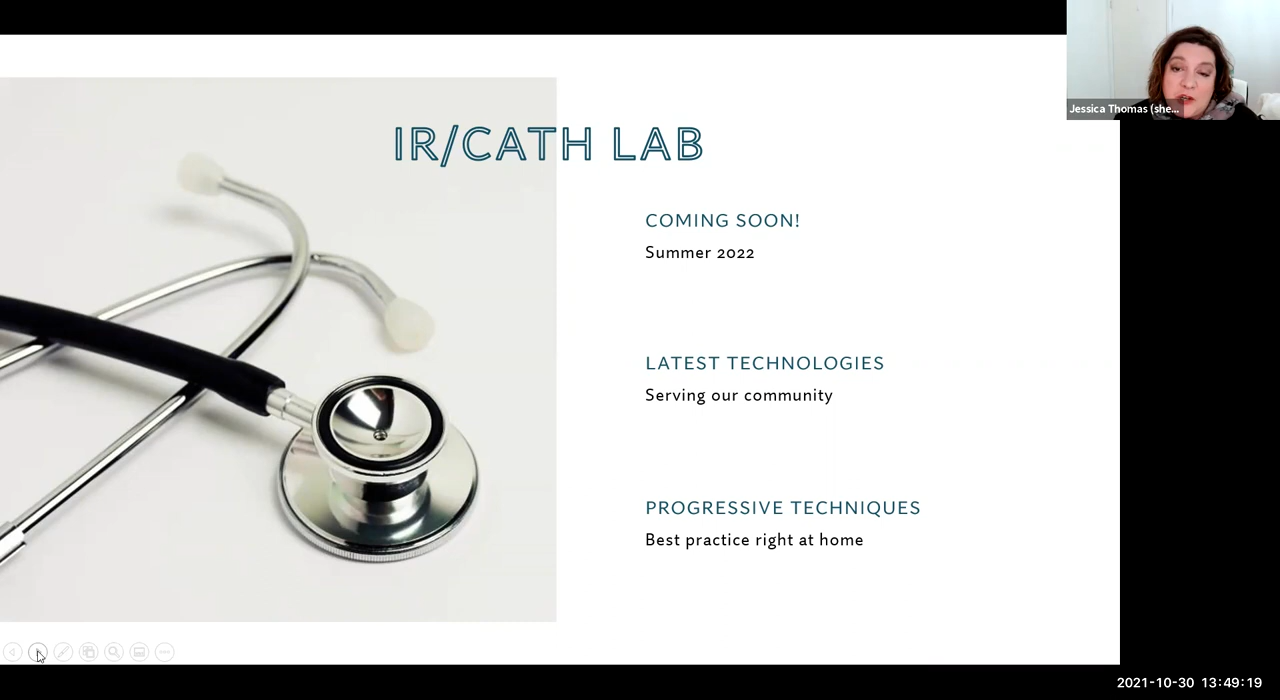 Jessica Thomas (she...
IR/CATH LAB
COMING SOON!
Summer 2022
LATEST TECHNOLOGIES
Serving our community
PROGRESSIVE TECHNIQUES
Best practice right at home
2021-10-30 13:49:19